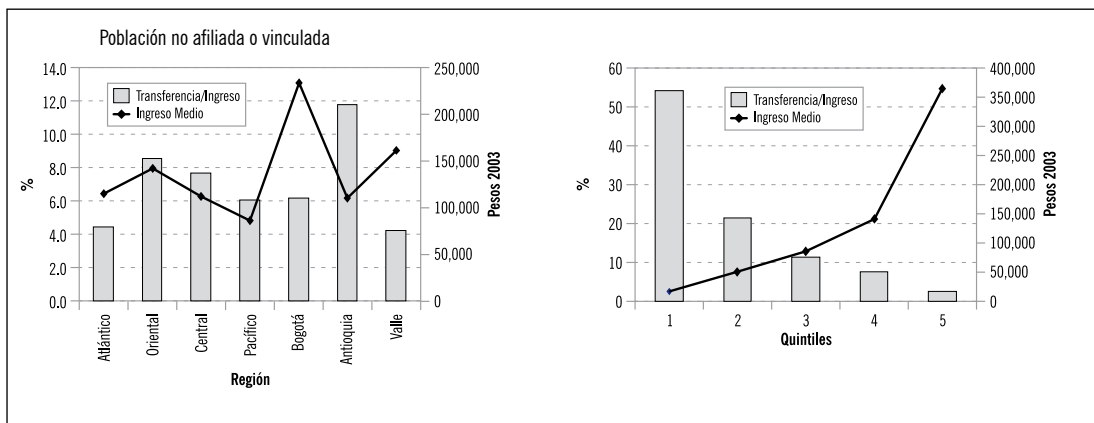 Población no afiliada o vinculada
14.0
12.0
10.0
8.0
6.0
4.0
2.0
0.0
%
Transferencia/Ingreso
Ingreso Medio
250,000
200,000
150,000
100,000
50,000
0
Pesos 2003
Atlántico
Oriental
Central
Pacífico
Bogotá
Antioquia
Valle
Región
60
50
40
30
20
10
0
%
Transferencia/Ingreso
Ingreso Medio
400,000
350,000
300,000
250,000
200,000
150,000
100,000
50,000
0
Pesos 2003
1 2 3 4 5
Quintiles